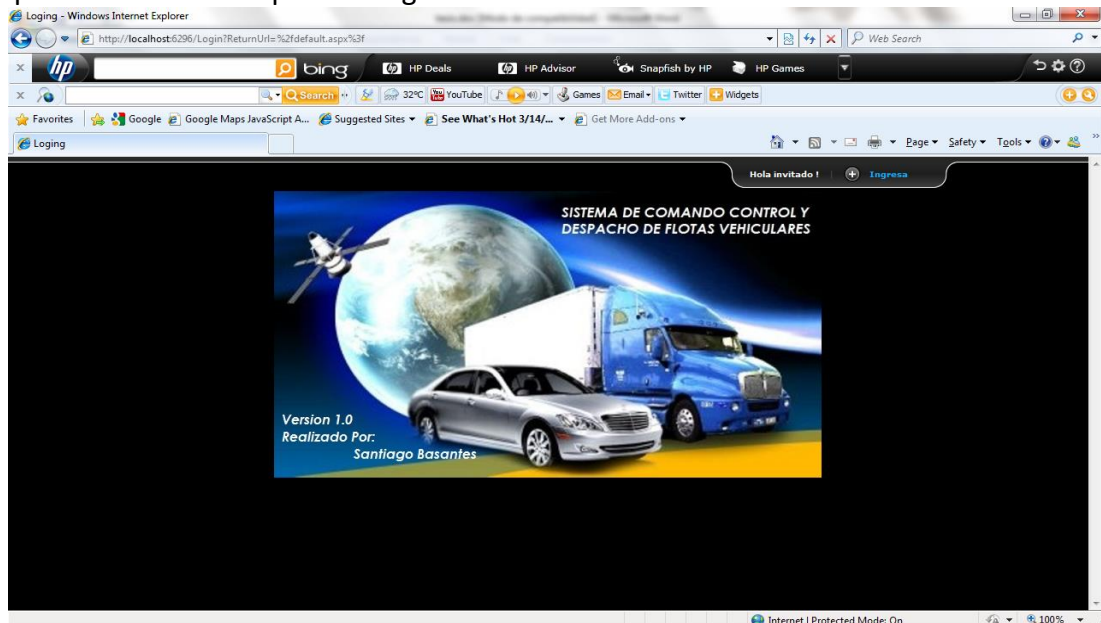 Loging - Windows Internet Explorer
http://localhost:6296/Login?ReturnUrl=%2fdefault.aspx%3f
Web Search
hp
bing
HP Deals
HP Advisor
Snapfish by HP
HP Games
Search
32ºC
YouTube
Games
Email
Twitter
Widgets
Favorites
Google
Google Maps JavaScript A...
Suggested Sites
See What's Hot 3/14/...
Get More Add-ons
Loging
Page
Safety
Tools
Hola invitado !
Ingresa
SISTEMA DE COMANDO CONTROL Y
DESPACHO DE FLOTAS VEHICULARES
Version 1.0
Realizado Por:
Santiago Basantes
Internet | Protected Mode: On
100%